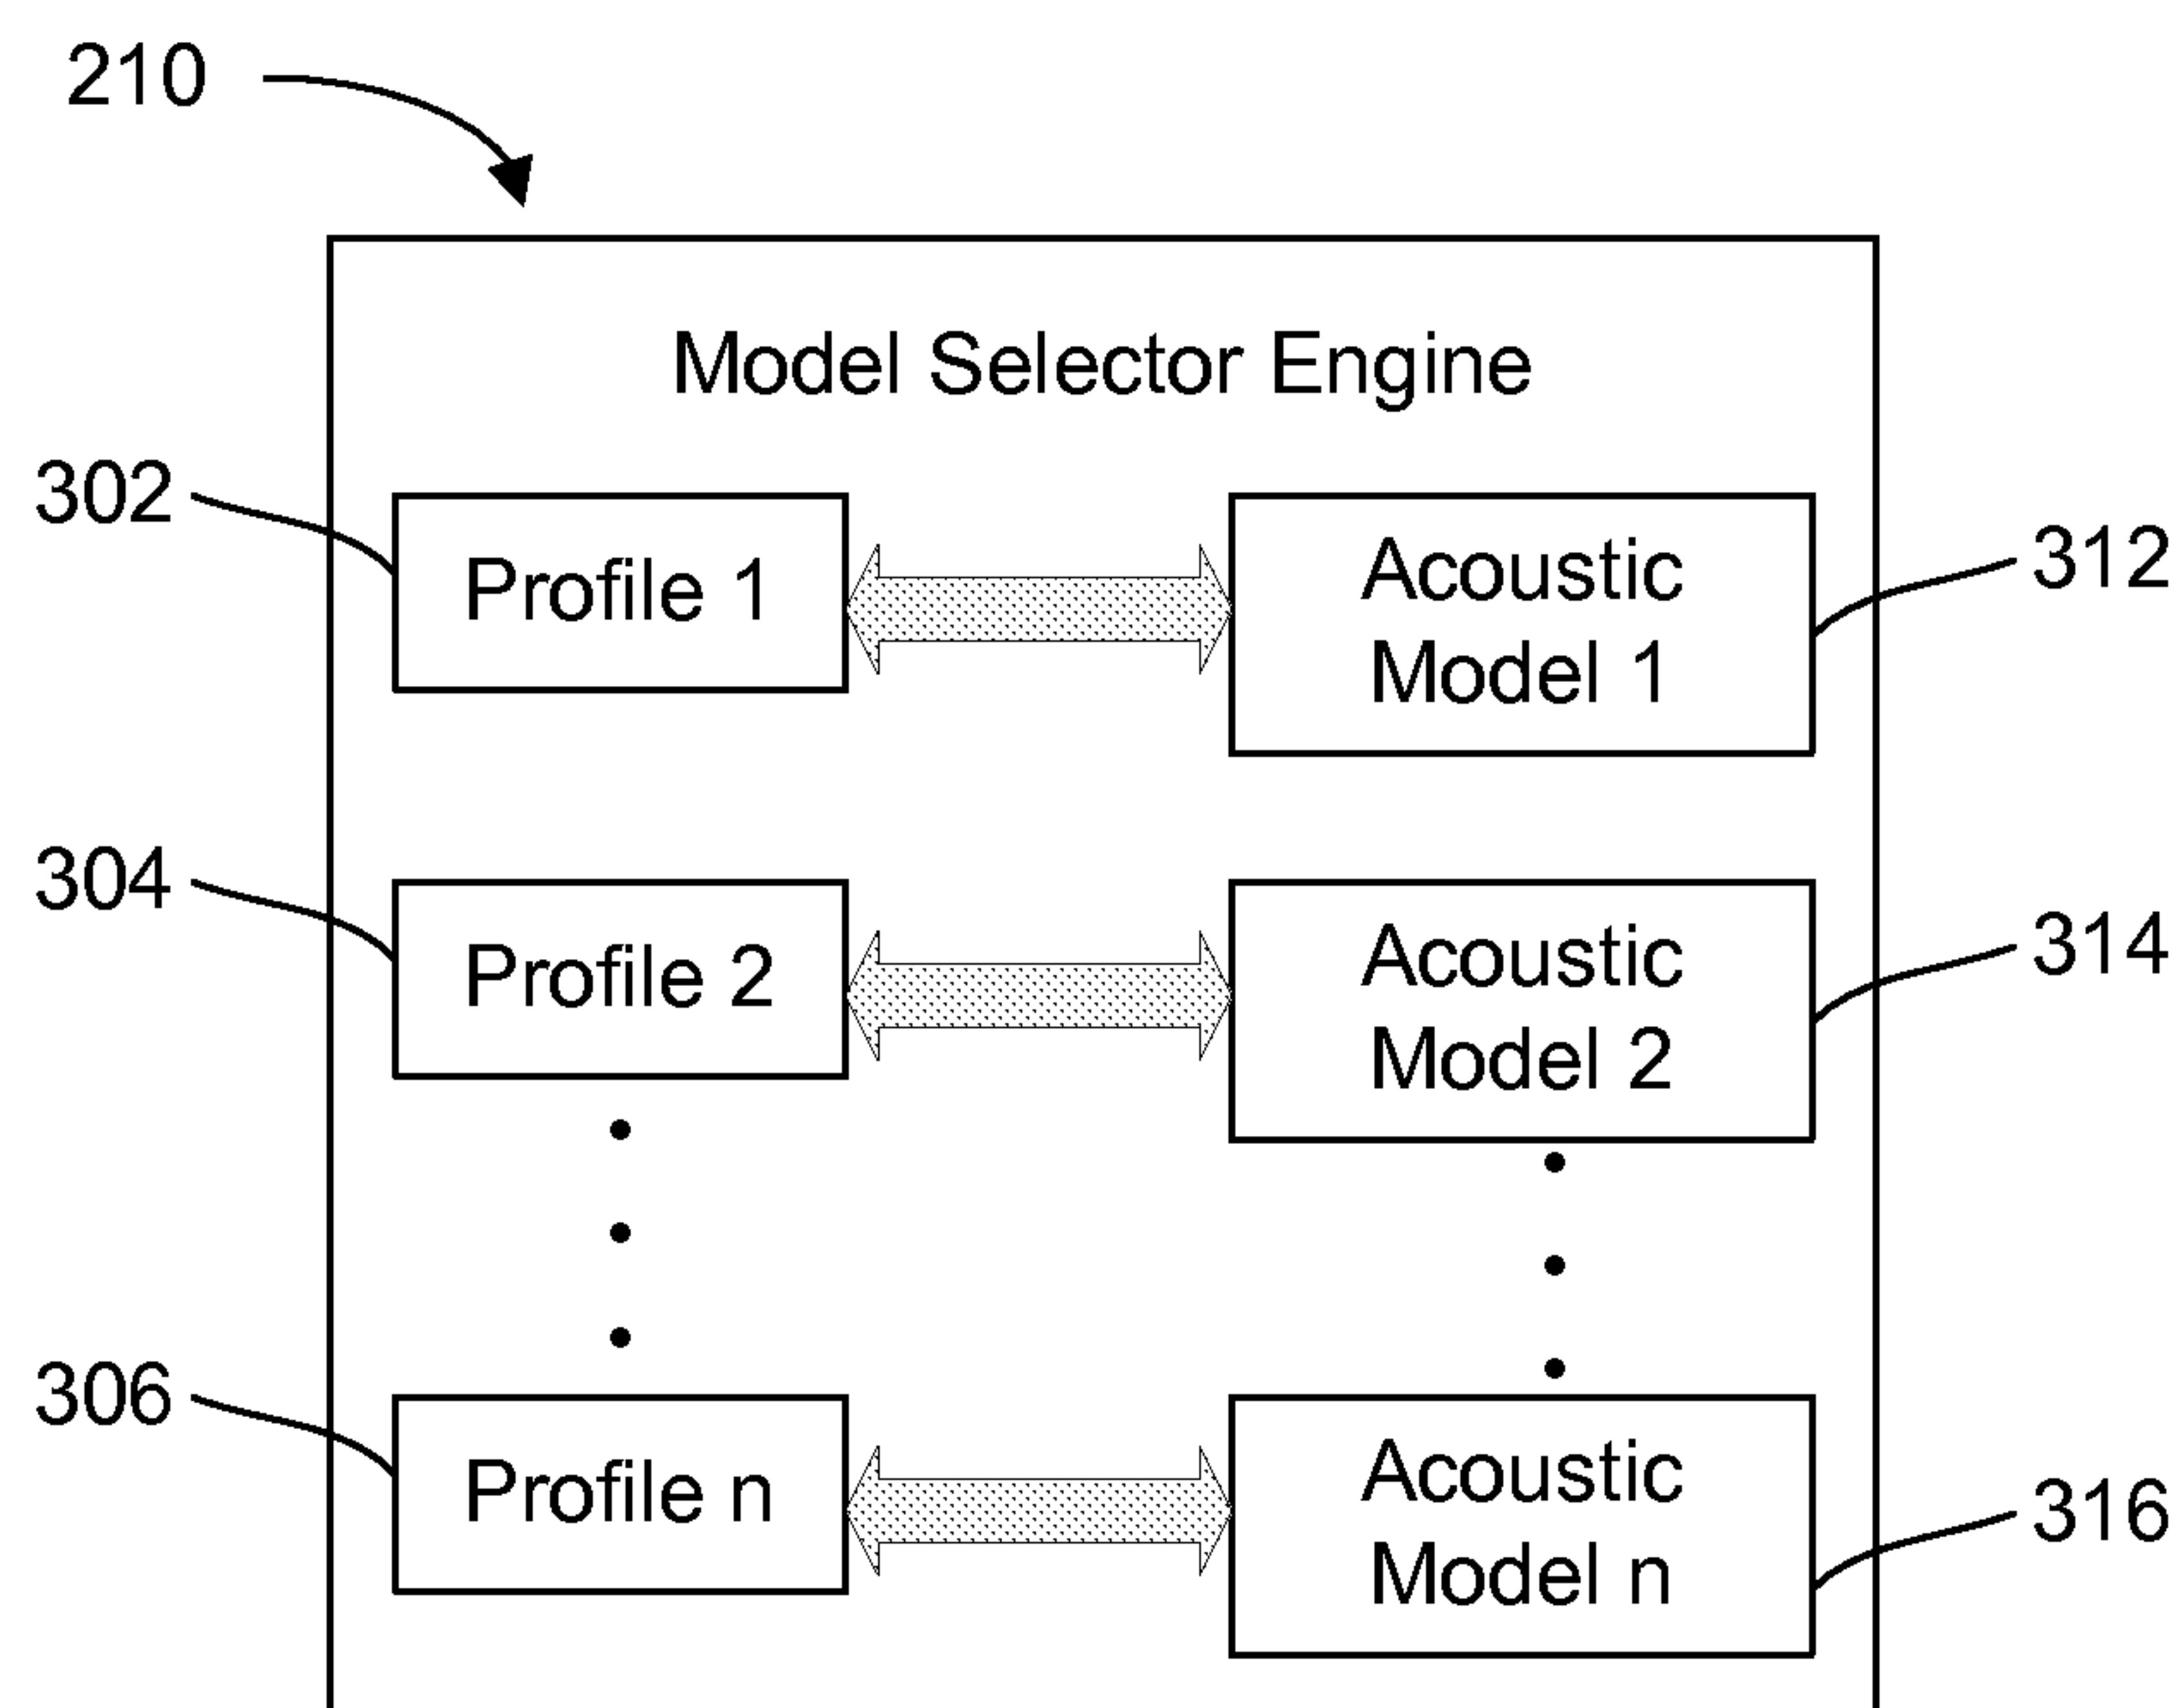 210
Model Selector Engine
302
Profile 1
Acoustic
Model 1
312
304
Profile 2
Acoustic
Model 2
314
306
Profile n
Acoustic
Model n
316